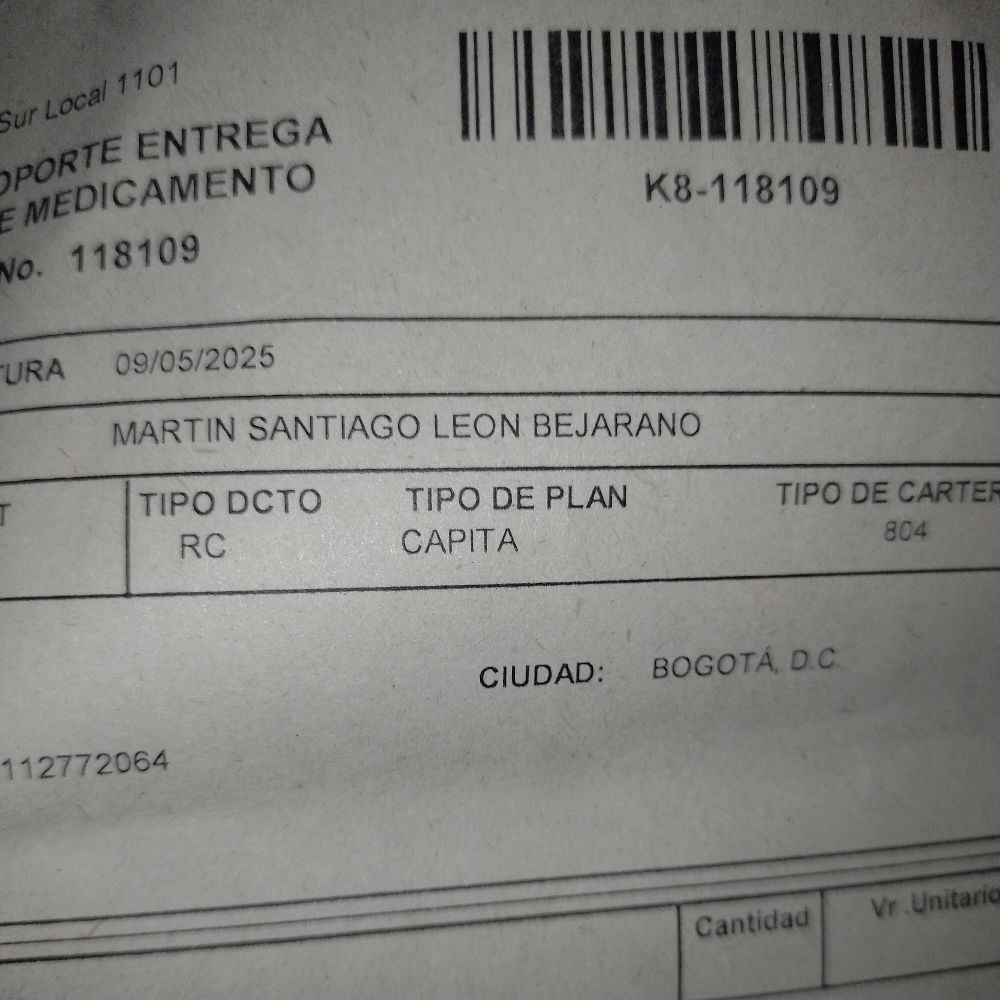 Sur Local 1101
OPORTE ENTREGA
E MEDICAMENTO
No. 118109
K8-118109
TURA 09/05/2025
MARTIN SANTIAGO LEON BEJARANO
T TIPO DCTO TIPO DE PLAN TIPO DE CARTER
RC CAPITA 804
CIUDAD: BOGOTÁ, D.C.
112772064
Cantidad Vr .Unitario